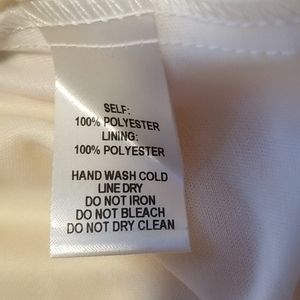 SELF:
100% POLYESTER
LINING:
100% POLYESTER
HAND WASH COLD
LINE DRY
DO NOT IRON
DO NOT BLEACH
DO NOT DRY CLEAN